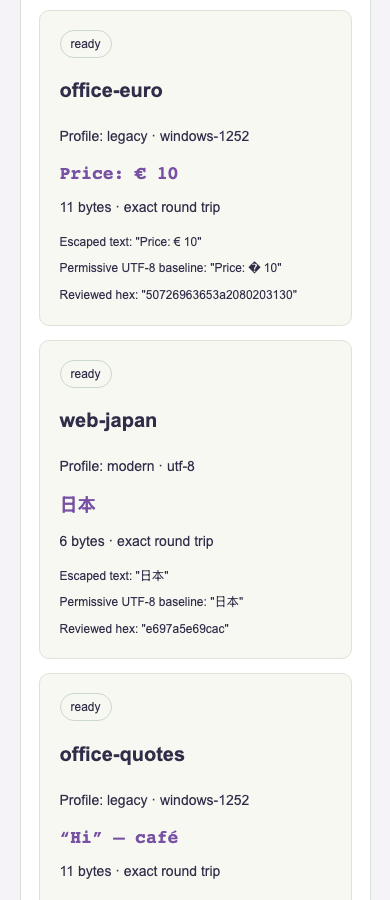 ready
office-euro
Profile: legacy · windows-1252
Price: € 10
11 bytes · exact round trip
Escaped text: "Price: € 10"
Permissive UTF-8 baseline: "Price: � 10"
Reviewed hex: "50726963653a2080203130"
ready
web-japan
Profile: modern · utf-8
日本
6 bytes · exact round trip
Escaped text: "日本"
Permissive UTF-8 baseline: "日本"
Reviewed hex: "e697a5e69cac"
ready
office-quotes
Profile: legacy · windows-1252
“Hi” — café
11 bytes · exact round trip